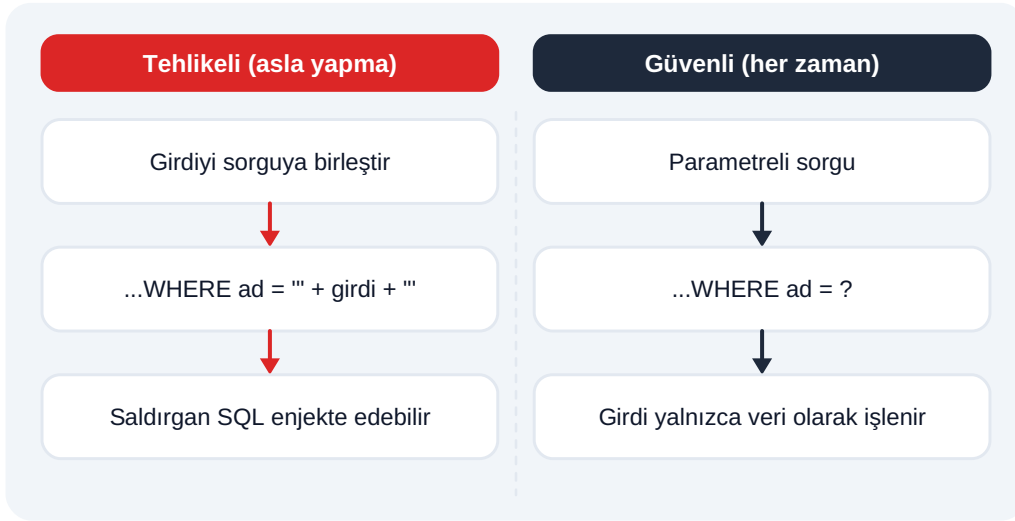 Tehlikeli (asla yapma)
Girdiyi sorguya birleştir
...WHERE ad = '" + girdi + "'
Saldırgan SQL enjekte edebilir
Güvenli (her zaman)
Parametreli sorgu
...WHERE ad = ?
Girdi yalnızca veri olarak işlenir